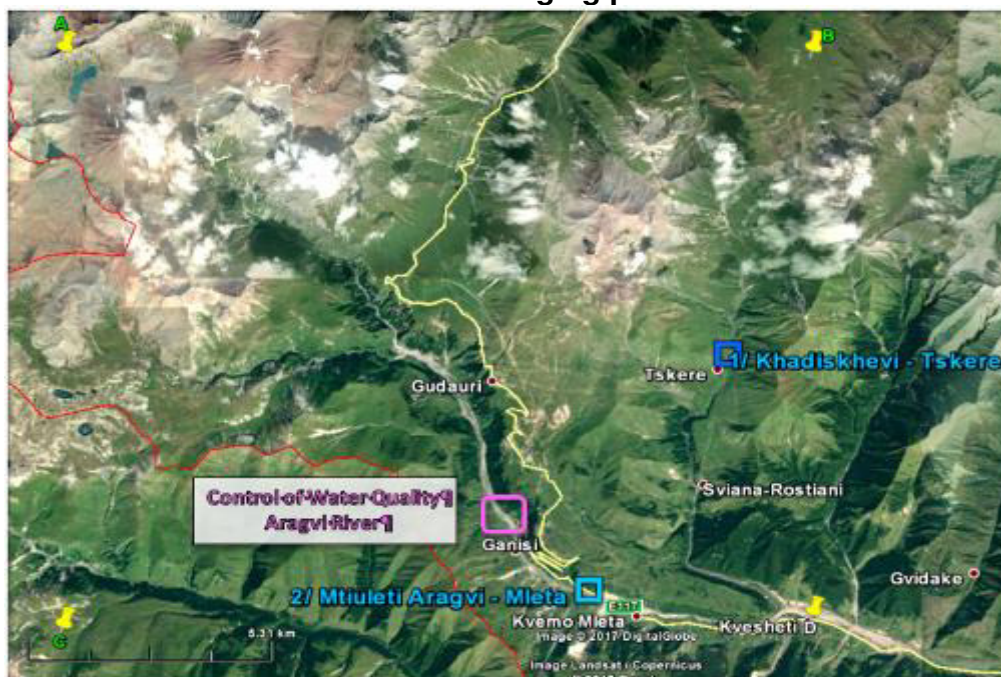 A
B
Gudauri
Tskere
1/ Khadiskhevi - Tskere
Control·of·Water·Quality¶
Aragvi·River¶
Sviana-Rostiani
Ganisi
Gvidake
2/ Mtiuleti Aragvi - Mleta
E117
Kvemo Mleta
Kvesheti D
Image © 2017 DigitalGlobe
C
5.31 km
Image Landsat / Copernicus